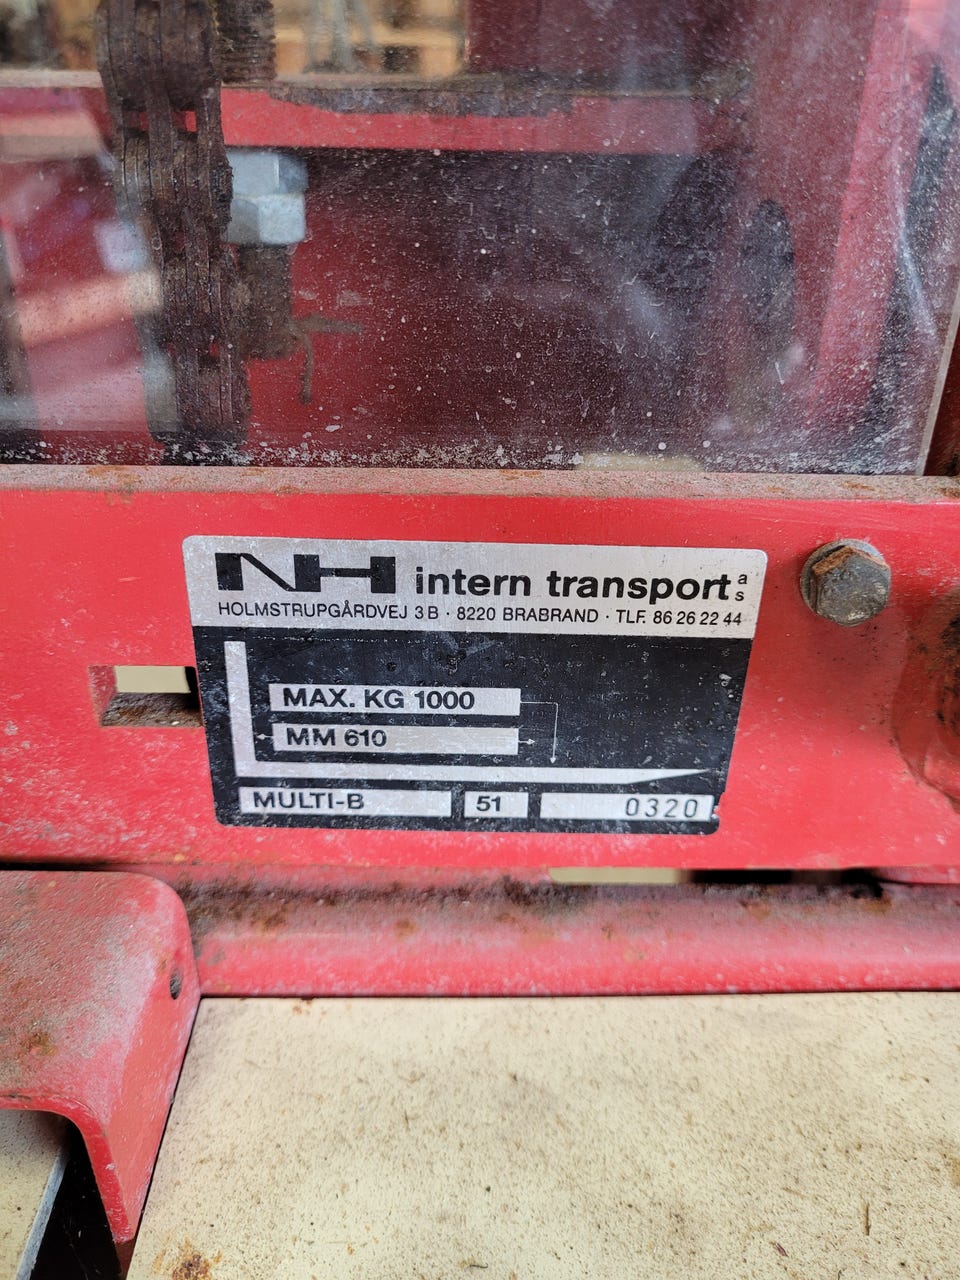 NH intern transport a/s
HOLMSTRUPGÅRDVEJ 3 B · 8220 BRABRAND · TLF. 86 26 22 44
MAX. KG 1000
MM 610
MULTI-B 51 0320